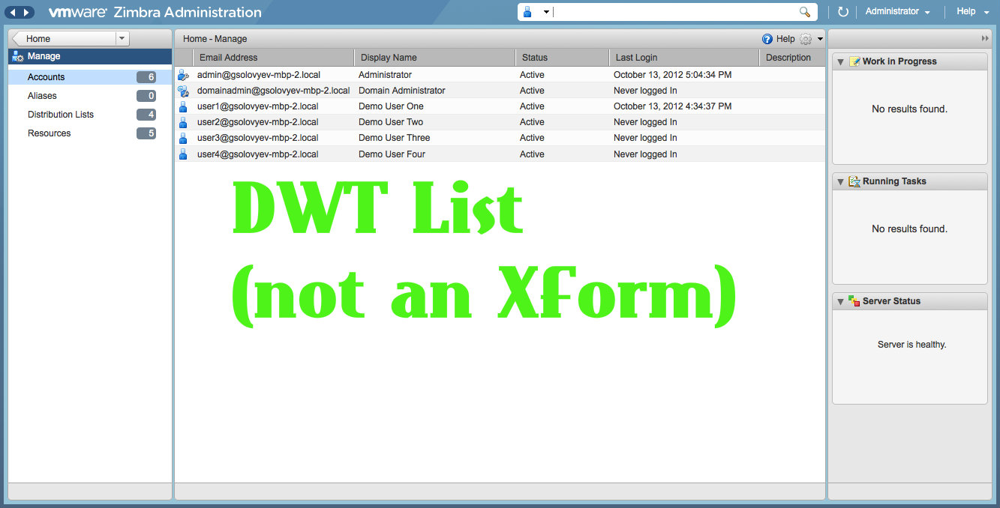 vmware® Zimbra Administration
Administrator
Help
Home
Manage
Accounts 6
Aliases 0
Distribution Lists 4
Resources 5
Home - Manage
Help
Email Address Display Name Status Last Login Description
admin@gsolovyev-mbp-2.local Administrator Active October 13, 2012 5:04:34 PM
domainadmin@gsolovyev-mbp-2.local Domain Administrator Active Never logged In
user1@gsolovyev-mbp-2.local Demo User One Active October 13, 2012 4:34:37 PM
user2@gsolovyev-mbp-2.local Demo User Two Active Never logged In
user3@gsolovyev-mbp-2.local Demo User Three Active Never logged In
user4@gsolovyev-mbp-2.local Demo User Four Active Never logged In
DWT List
(not an XForm)
Work in Progress
No results found.
Running Tasks
No results found.
Server Status
Server is healthy.